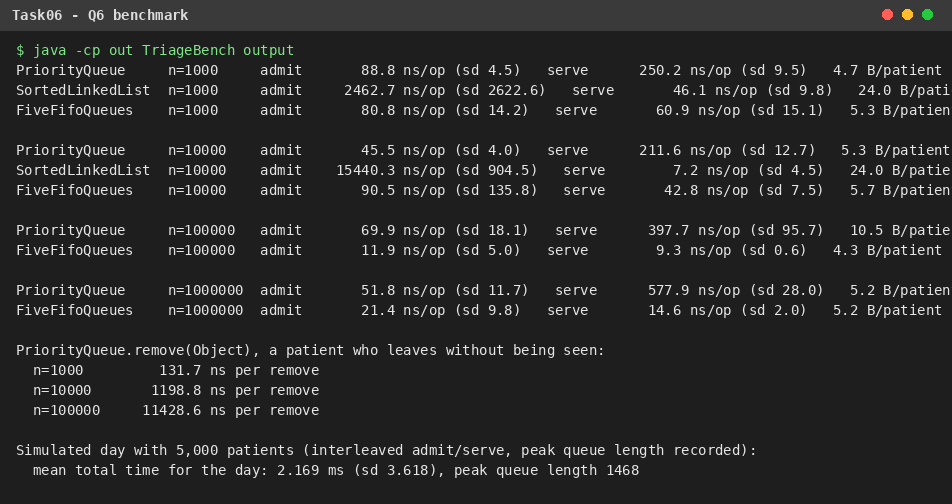 Task06 - Q6 benchmark
$ java -cp out TriageBench output
PriorityQueue     n=1000     admit       88.8 ns/op (sd 4.5)   serve      250.2 ns/op (sd 9.5)   4.7 B/patient
SortedLinkedList  n=1000     admit     2462.7 ns/op (sd 2622.6)   serve       46.1 ns/op (sd 9.8)   24.0 B/pati
FiveFifoQueues    n=1000     admit       80.8 ns/op (sd 14.2)   serve       60.9 ns/op (sd 15.1)   5.3 B/patien
PriorityQueue     n=10000    admit       45.5 ns/op (sd 4.0)   serve      211.6 ns/op (sd 12.7)   5.3 B/patient
SortedLinkedList  n=10000    admit    15440.3 ns/op (sd 904.5)   serve        7.2 ns/op (sd 4.5)   24.0 B/patie
FiveFifoQueues    n=10000    admit       90.5 ns/op (sd 135.8)   serve       42.8 ns/op (sd 7.5)   5.7 B/patien
PriorityQueue     n=100000   admit       69.9 ns/op (sd 18.1)   serve      397.7 ns/op (sd 95.7)   10.5 B/patie
FiveFifoQueues    n=100000   admit       11.9 ns/op (sd 5.0)   serve        9.3 ns/op (sd 0.6)   4.3 B/patient
PriorityQueue     n=1000000  admit       51.8 ns/op (sd 11.7)   serve      577.9 ns/op (sd 28.0)   5.2 B/patien
FiveFifoQueues    n=1000000  admit       21.4 ns/op (sd 9.8)   serve       14.6 ns/op (sd 2.0)   5.2 B/patient
PriorityQueue.remove(Object), a patient who leaves without being seen:
n=1000          131.7 ns per remove
n=10000        1198.8 ns per remove
n=100000     11428.6 ns per remove
Simulated day with 5,000 patients (interleaved admit/serve, peak queue length recorded):
mean total time for the day: 2.169 ms (sd 3.618), peak queue length 1468